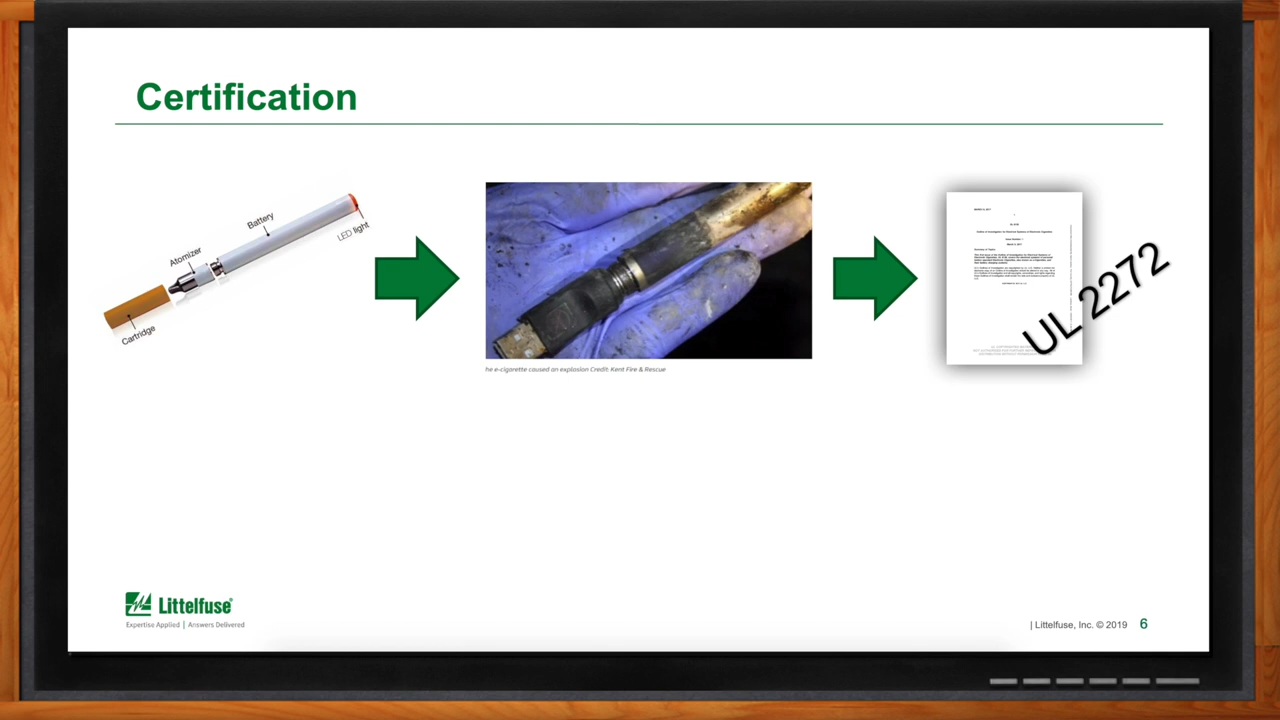 Certification
Battery
LED light
Atomizer
Cartridge
he e-cigarette caused an explosion Credit: Kent Fire & Rescue
UL 2272
Littelfuse®
Expertise Applied | Answers Delivered
| Littelfuse, Inc. © 2019 6